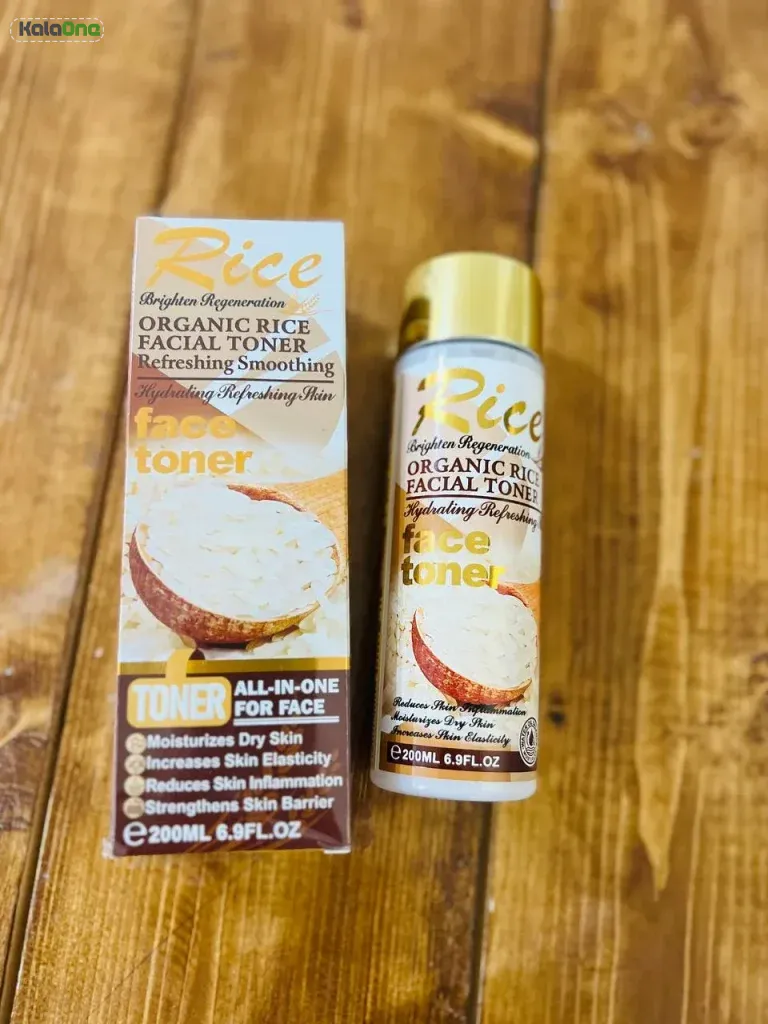 KalaOne
Rice
Brighten Regeneration
ORGANIC RICE
FACIAL TONER
Refreshing Smoothing
Hydrating Refreshing Skin
face
toner
TONER
ALL-IN-ONE
FOR FACE
Moisturizes Dry Skin
Increases Skin Elasticity
Reduces Skin Inflammation
Strengthens Skin Barrier
e200ML 6.9FL.OZ
Rice
Brighten Regeneration
ORGANIC RICE
FACIAL TONER
Hydrating Refreshing
face
toner
Reduces Skin Inflammation
Moisturizes Dry Skin
Increases Skin Elasticity
e200ML 6.9FL.OZ